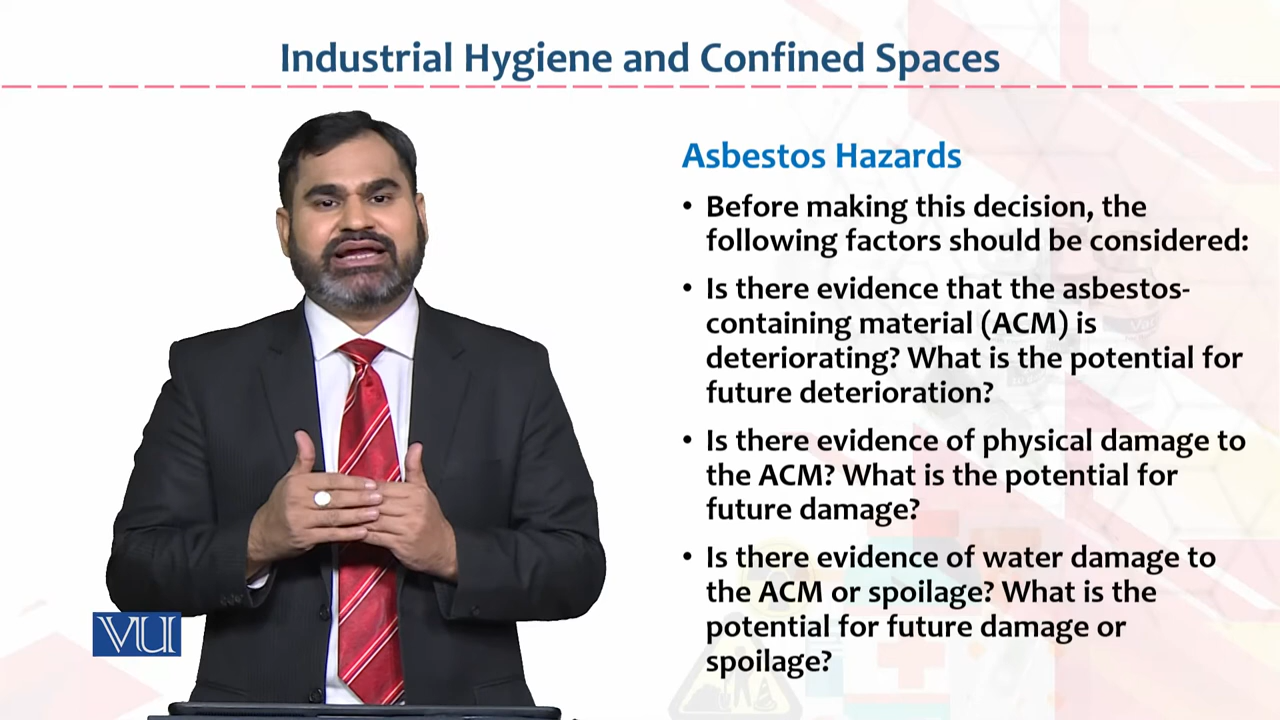 Industrial Hygiene and Confined Spaces
Asbestos Hazards
• Before making this decision, the
following factors should be considered:
• Is there evidence that the asbestos-
containing material (ACM) is
deteriorating? What is the potential for
future deterioration?
• Is there evidence of physical damage to
the ACM? What is the potential for
future damage?
• Is there evidence of water damage to
the ACM or spoilage? What is the
potential for future damage or
spoilage?
VU